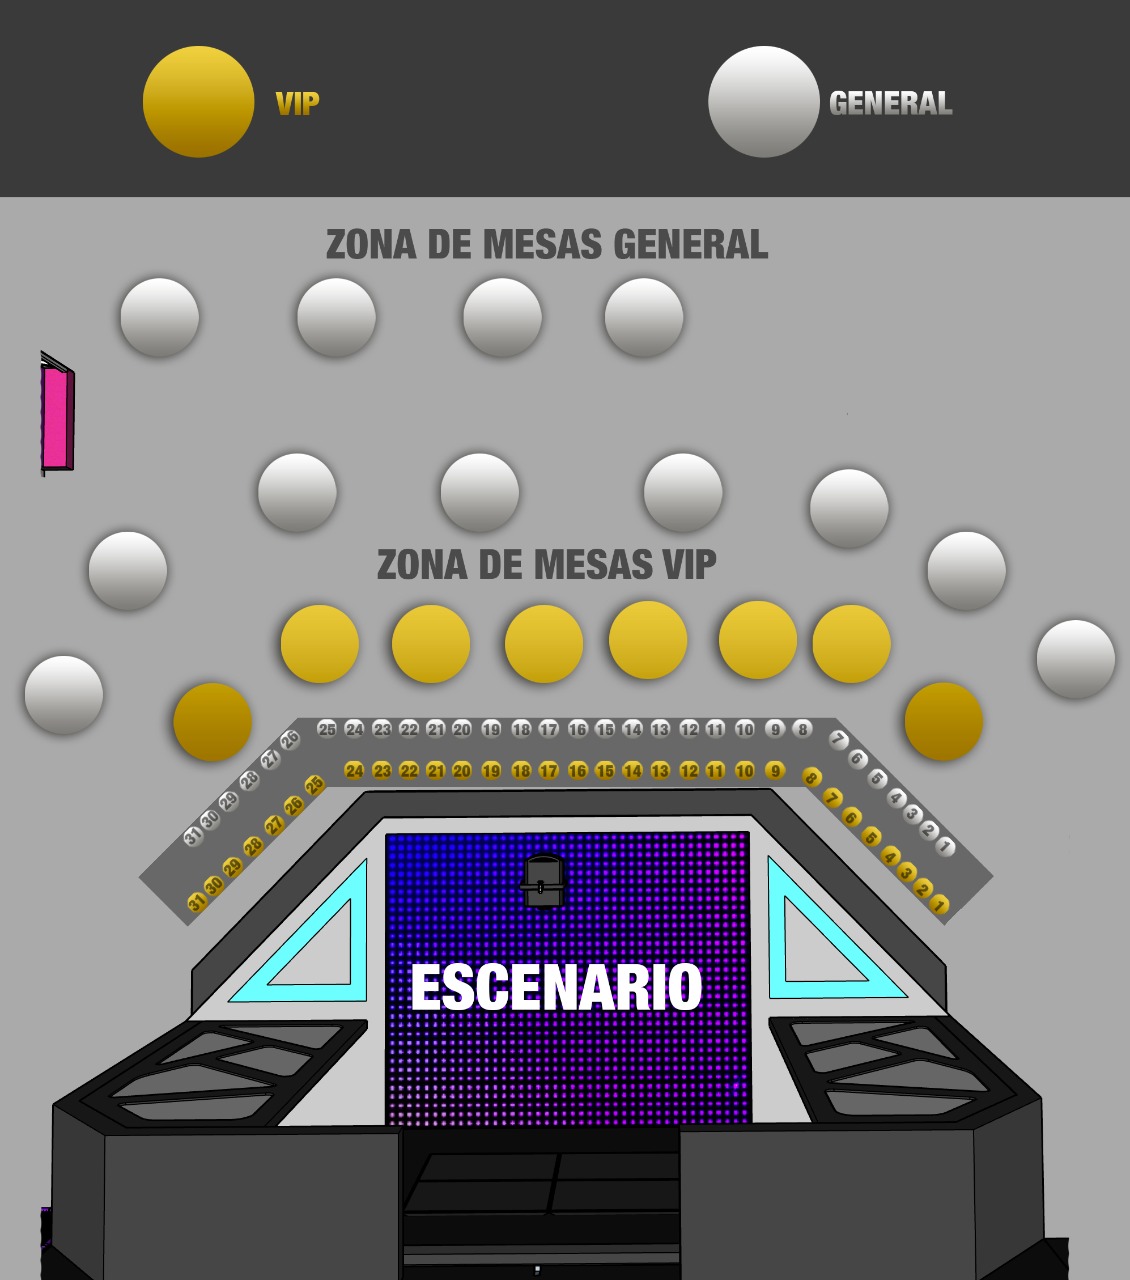 VIP
GENERAL
ZONA DE MESAS GENERAL
ZONA DE MESAS VIP
31 30 29 28 27 26 25 24 23 22 21 20 19 18 17 16 15 14 13 12 11 10 9 8 7 6 5 4 3 2 1
31 30 29 28 27 26 25 24 23 22 21 20 19 18 17 16 15 14 13 12 11 10 9 8 7 6 5 4 3 2 1
ESCENARIO